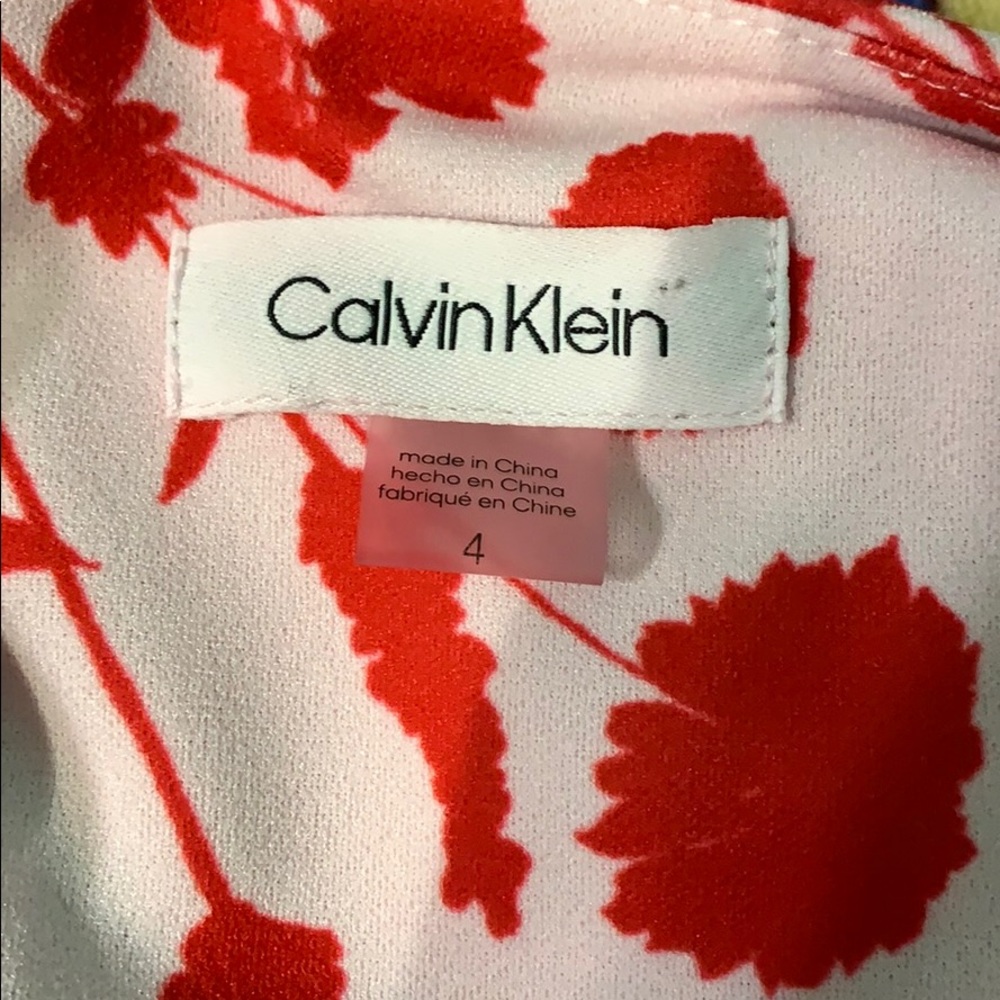 Calvin Klein
made in China
hecho en China
fabriqué en Chine
4